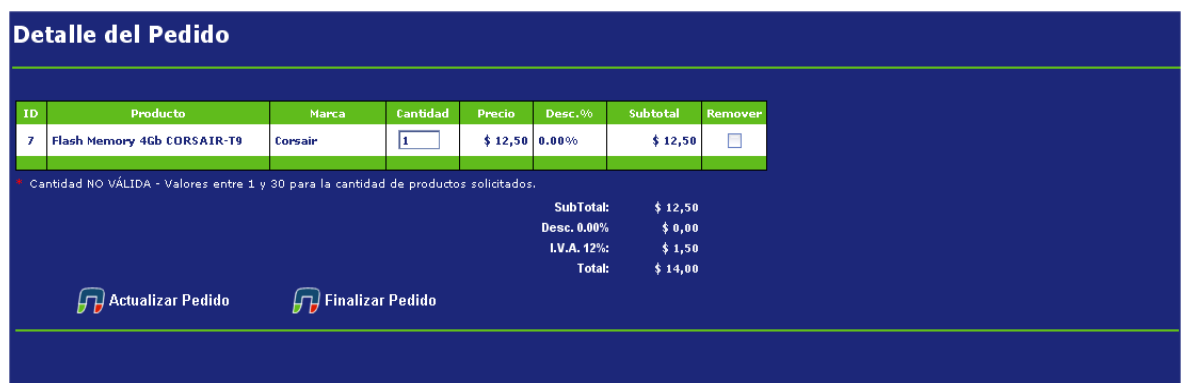 Detalle del Pedido
ID Producto Marca Cantidad Precio Desc.% Subtotal Remover
7 Flash Memory 4Gb CORSAIR-T9 Corsair 1 $ 12,50 0.00% $ 12,50
* Cantidad NO VÁLIDA - Valores entre 1 y 30 para la cantidad de productos solicitados.
SubTotal: $ 12,50
Desc. 0.00% $ 0,00
I.V.A. 12%: $ 1,50
Total: $ 14,00
Actualizar Pedido Finalizar Pedido